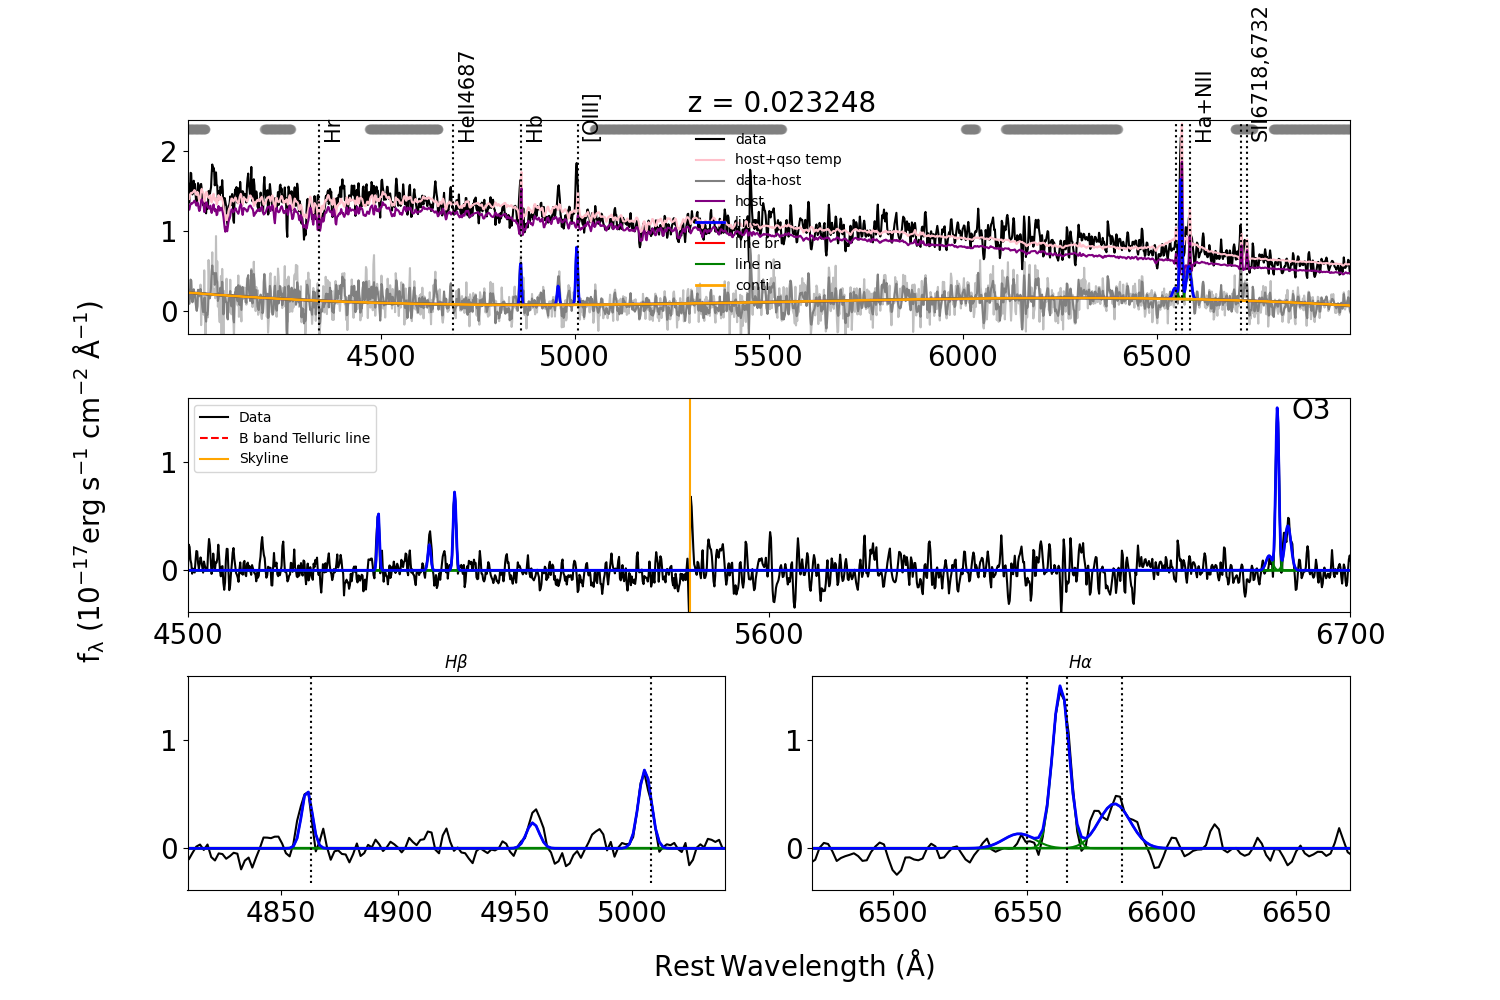 z = 0.023248
Hr
HeII4687
Hb
[OIII]
Ha+NII
SII6718,6732
data
host+qso temp
data-host
host
line
line br
line na
conti
2
1
0
4500 5000 5500 6000 6500
Data
B band Telluric line
Skyline
O3
1
0
4500 5600 6700
fλ (10−17erg s−1 cm−2 Å−1)
Hβ
1
0
4850 4900 4950 5000
Hα
1
0
6500 6550 6600 6650
Rest Wavelength (Å)